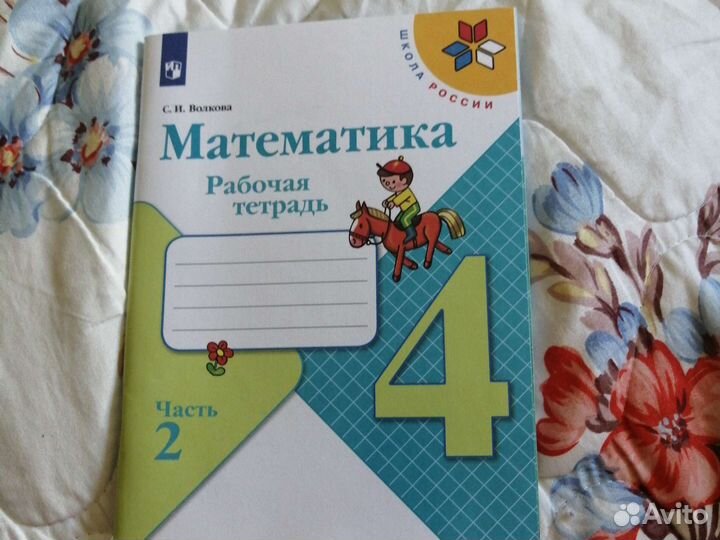 ШКОЛА РОССИИ
С. И. Волкова
Математика
Рабочая
тетрадь
4
Часть
2
Avito